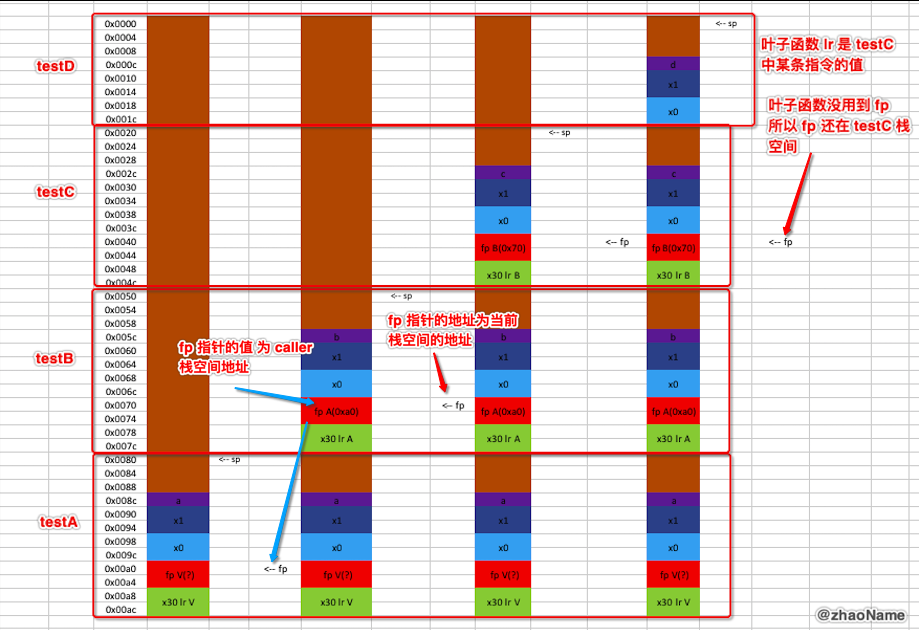 0x0000 <-- sp
0x0004
0x0008
叶子函数 lr 是 testC
中某条指令的值
testD
0x000c d
0x0010 x1
0x0014
0x0018 x0
0x001c
叶子函数没用到 fp
所以 fp 还在 testC 栈
空间
0x0020 <-- sp
0x0024
0x0028
0x002c c c
testC
0x0030 x1 x1
0x0034
0x0038 x0 x0
0x003c
0x0040 fp B(0x70) <-- fp fp B(0x70) <-- fp
0x0044
0x0048 x30 lr B x30 lr B
0x004c
0x0050 <-- sp
0x0054
0x0058
fp 指针的地址为当前
栈空间的地址
0x005c b b b
fp 指针的值为 caller
栈空间地址
testB
0x0060 x1 x1 x1
0x0064
0x0068 x0 x0 x0
0x006c
0x0070 fp A(0xa0) <-- fp fp A(0xa0) fp A(0xa0)
0x0074
0x0078 x30 lr A x30 lr A x30 lr A
0x007c
0x0080 <-- sp
0x0084
0x0088
0x008c a a a a
testA
0x0090 x1 x1 x1 x1
0x0094
0x0098 x0 x0 x0 x0
0x009c
0x00a0 fp V(?) <-- fp fp V(?) fp V(?) fp V(?)
0x00a4
0x00a8 x30 lr V x30 lr V x30 lr V x30 lr V
0x00ac
@zhaoName